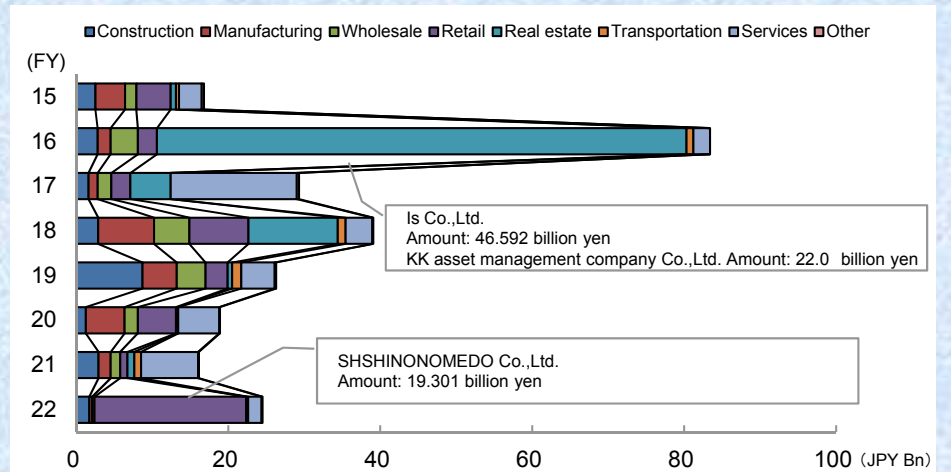 Construction Manufacturing Wholesale Retail Real estate Transportation Services Other
(FY)
15
16
17
Is Co.,Ltd.
Amount: 46.592 billion yen
KK asset management company Co.,Ltd. Amount: 22.0 billion yen
18
19
20
SHSHINONOMEDO Co.,Ltd.
Amount: 19.301 billion yen
21
22
0 20 40 60 80 100 (JPY Bn)